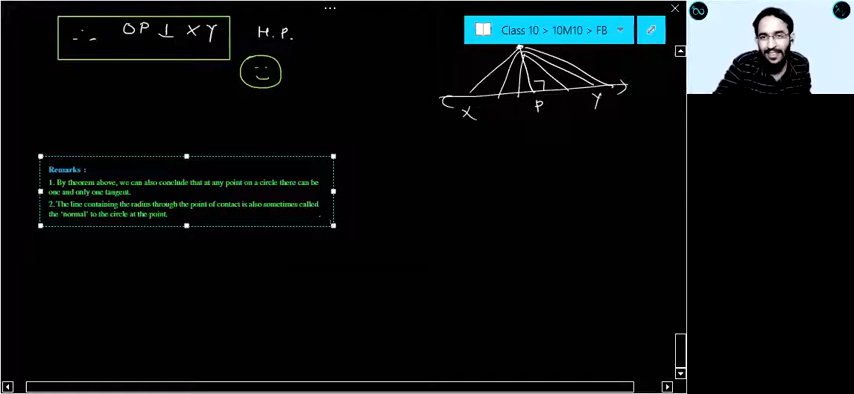 ∴ OP ⊥ XY H.P.
Class 10 > 10M10 > FB
X P Y
Remarks :
1. By theorem above, we can also conclude that at any point on a circle there can be
one and only one tangent.
2. The line containing the radius through the point of contact is also sometimes called
the 'normal' to the circle at the point.